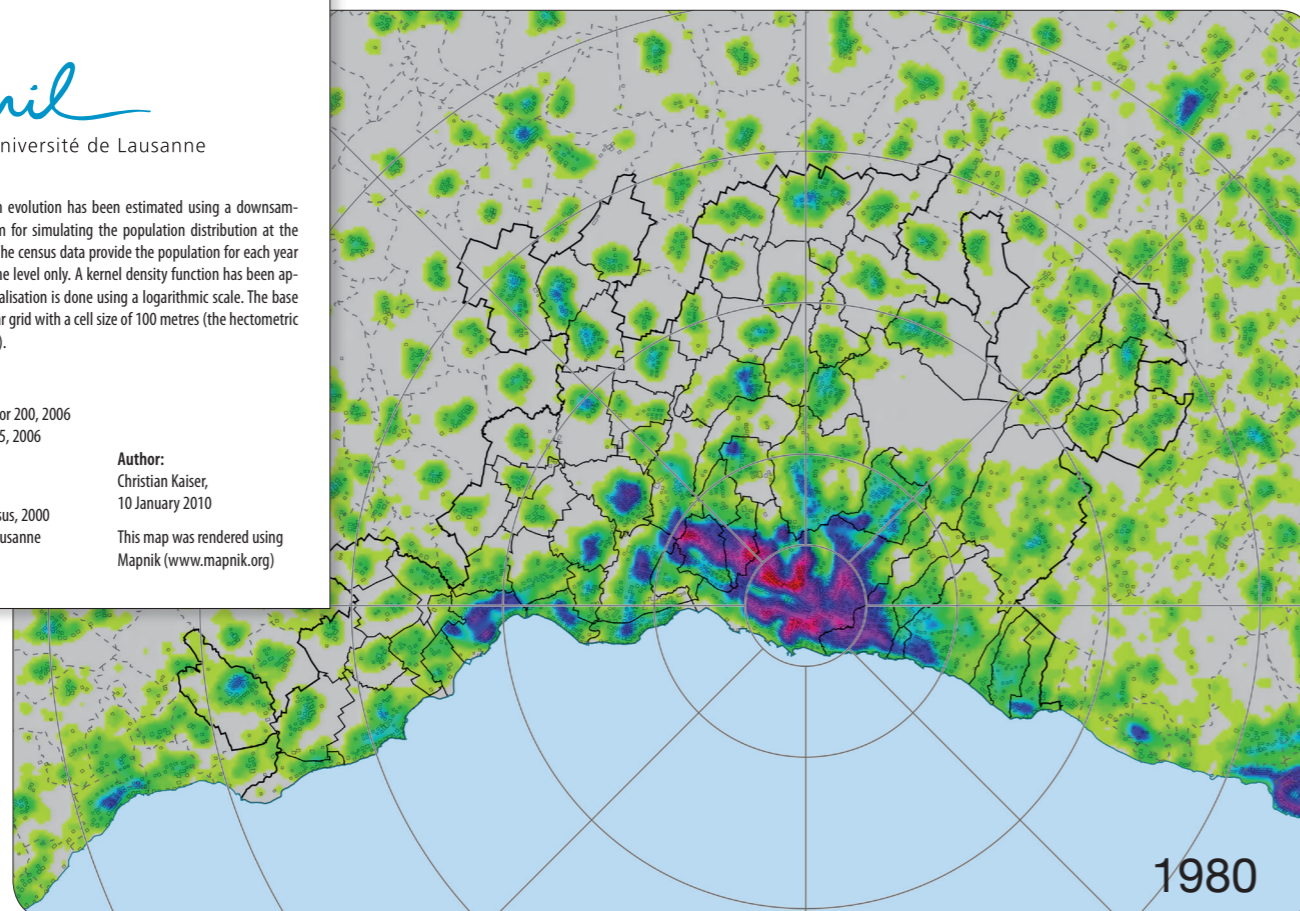 niversité de Lausanne
n evolution has been estimated using a downsam-
m for simulating the population distribution at the
he census data provide the population for each year
ne level only. A kernel density function has been ap-
alisation is done using a logarithmic scale. The base
ar grid with a cell size of 100 metres (the hectometric
).
or 200, 2006
5, 2006
Author:
Christian Kaiser,
10 January 2010
sus, 2000
usanne
This map was rendered using
Mapnik (www.mapnik.org)
1980